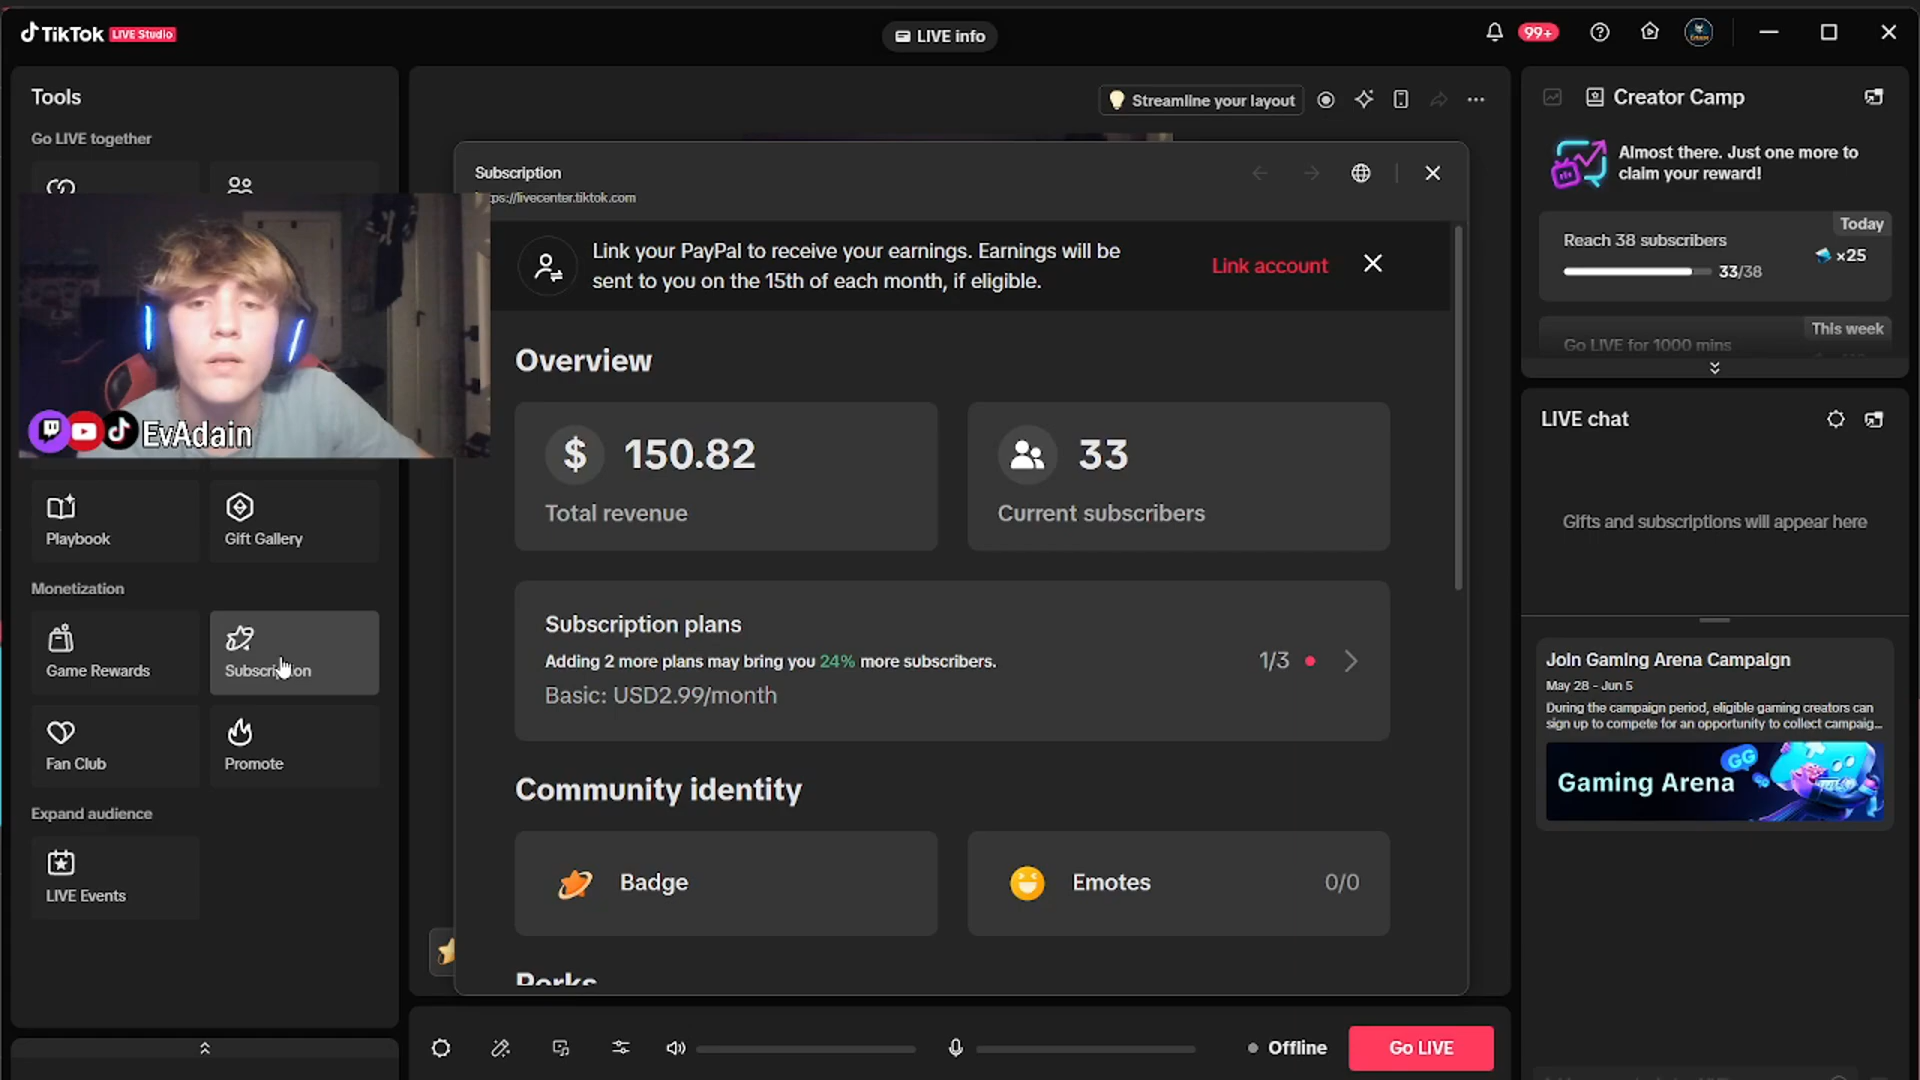 TikTok LIVE Studio
LIVE info
99+
Tools
Go LIVE together
EvAdain
Playbook
Gift Gallery
Monetization
Game Rewards
Subscription
Fan Club
Promote
Expand audience
LIVE Events
Streamline your layout
Subscription
ps://livecenter.tiktok.com
Link your PayPal to receive your earnings. Earnings will be
sent to you on the 15th of each month, if eligible.
Link account
Overview
$ 150.82
Total revenue
33
Current subscribers
Subscription plans
Adding 2 more plans may bring you 24% more subscribers.
Basic: USD2.99/month
1/3
Community identity
Badge
Emotes
0/0
Perks
Offline
Go LIVE
Creator Camp
Almost there. Just one more to
claim your reward!
Today
Reach 38 subscribers
33/38
×25
This week
Go LIVE for 1000 mins
LIVE chat
Gifts and subscriptions will appear here
Join Gaming Arena Campaign
May 28 - Jun 5
During the campaign period, eligible gaming creators can
sign up to compete for an opportunity to collect campaig...
GG
Gaming Arena